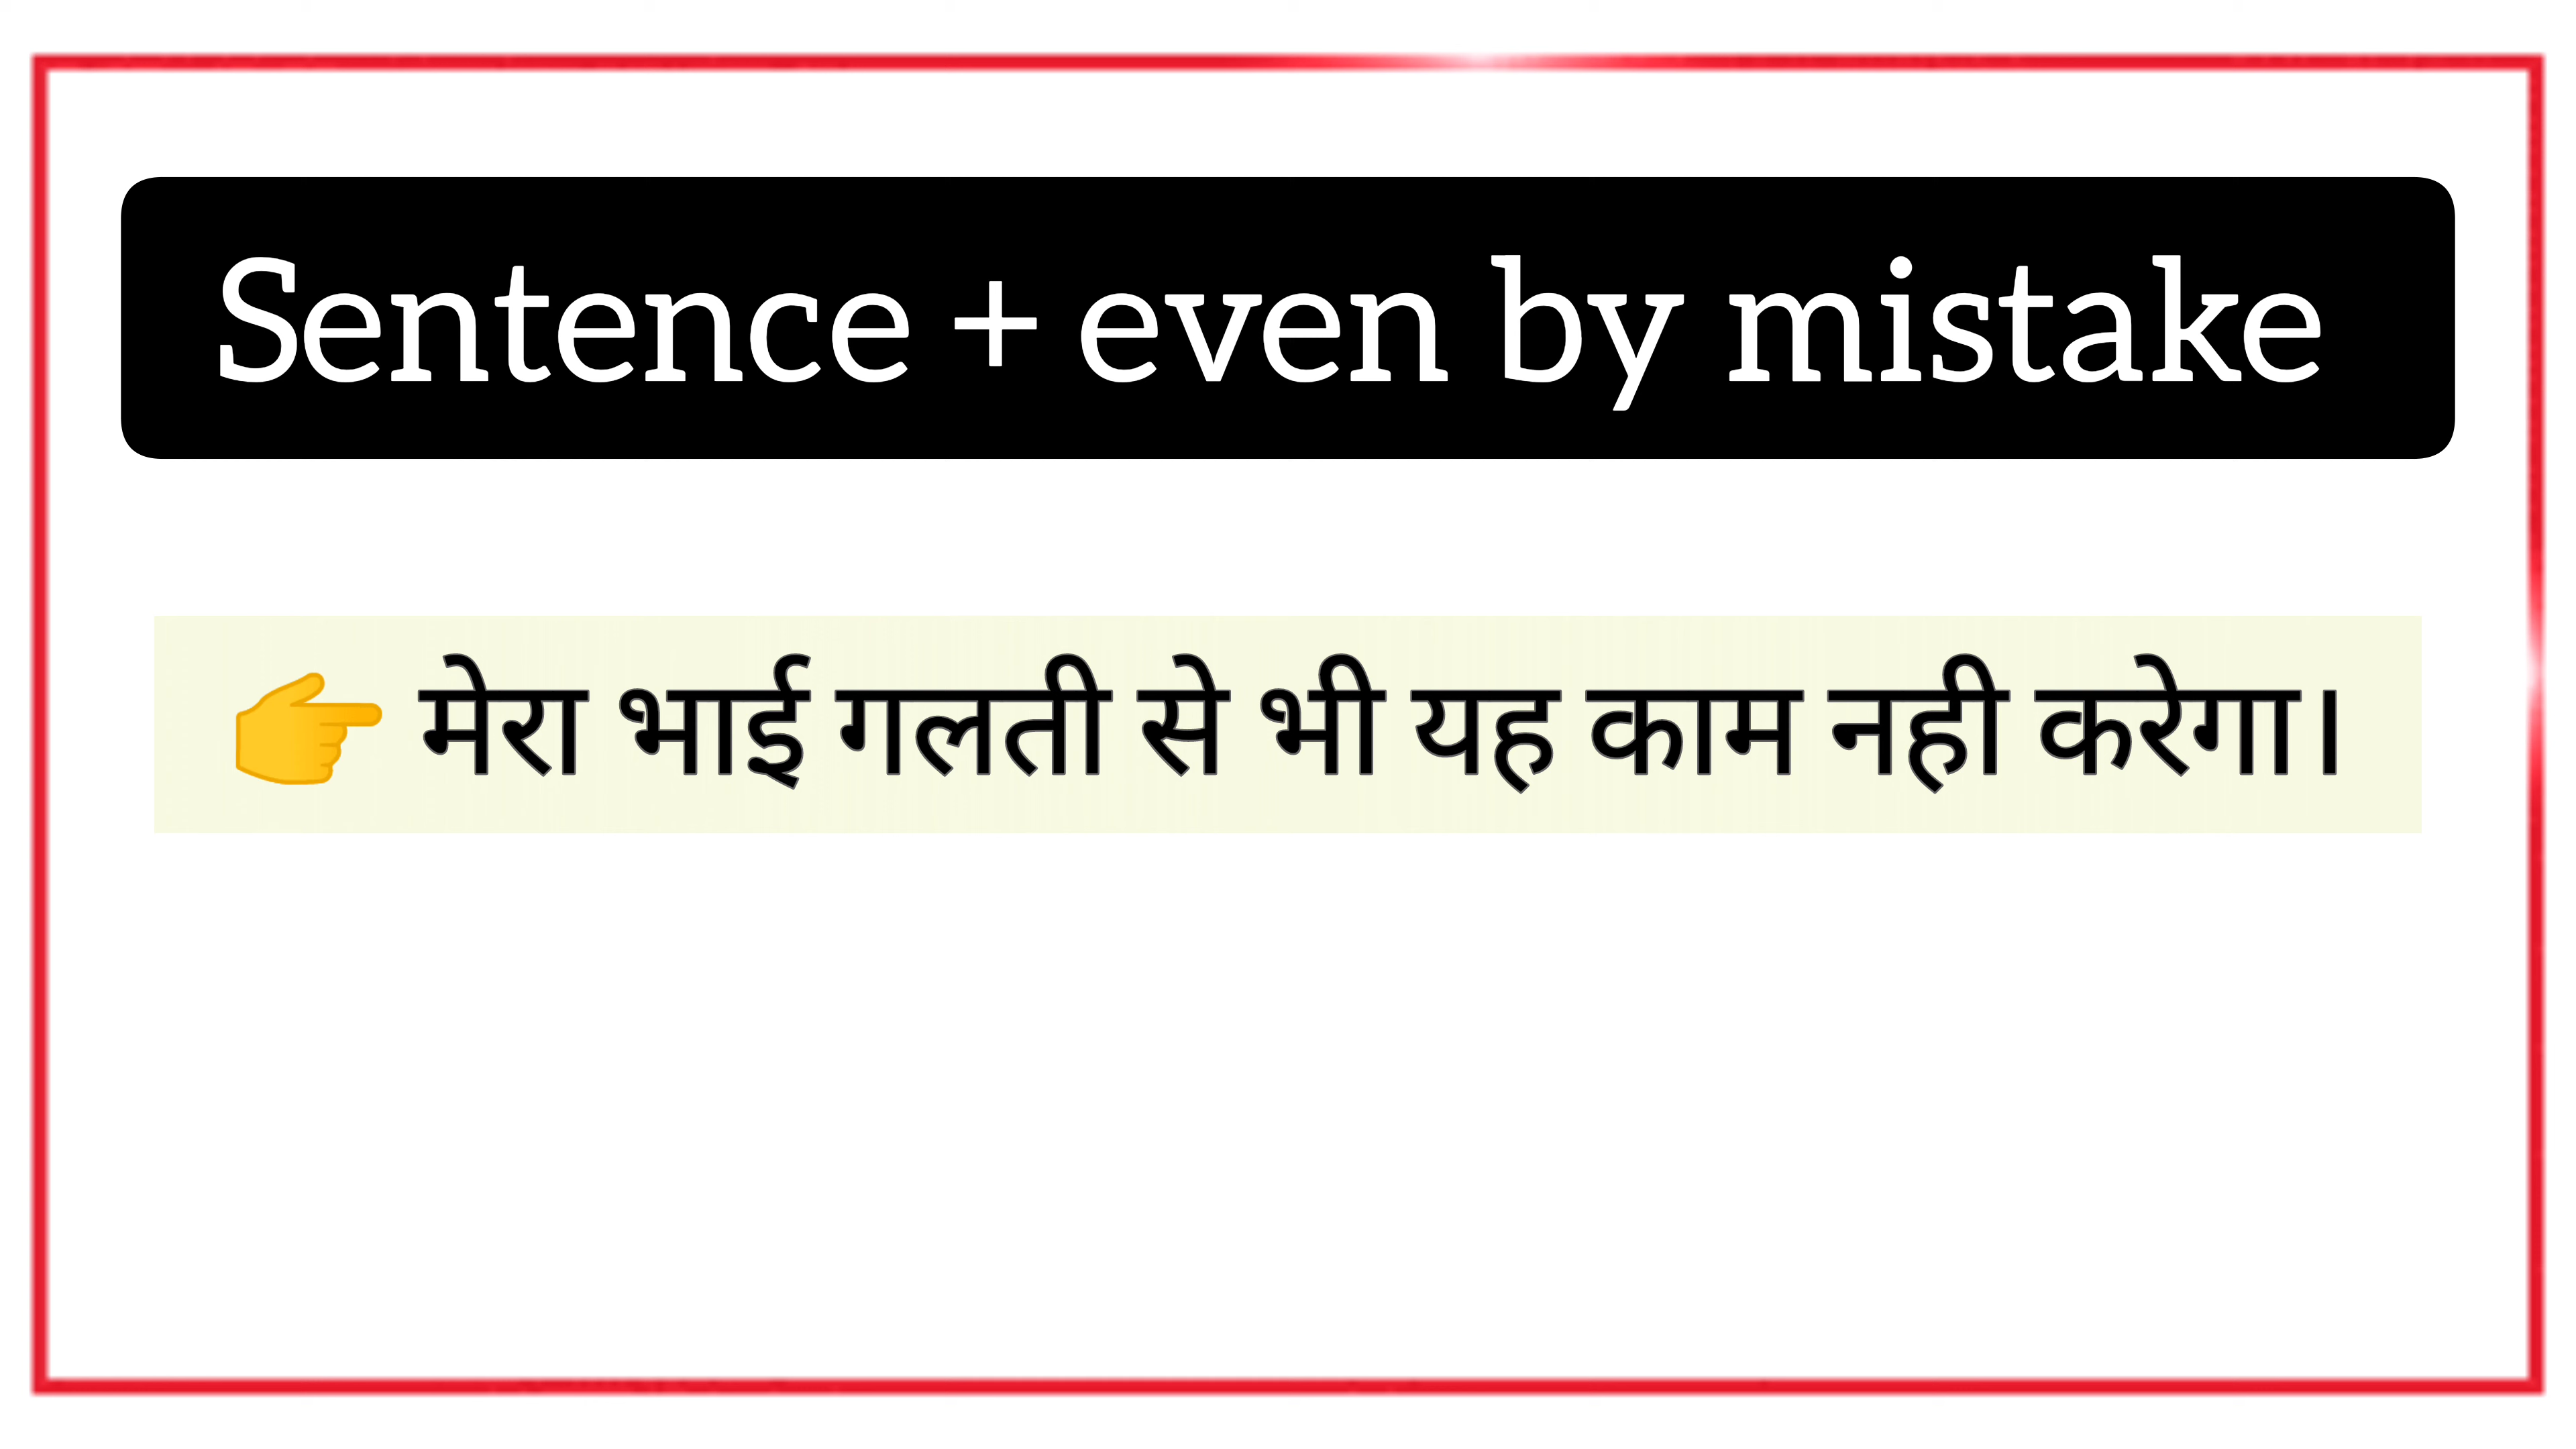 Sentence + even by mistake
👉 मेरा भाई गलती से भी यह काम नही करेगा।